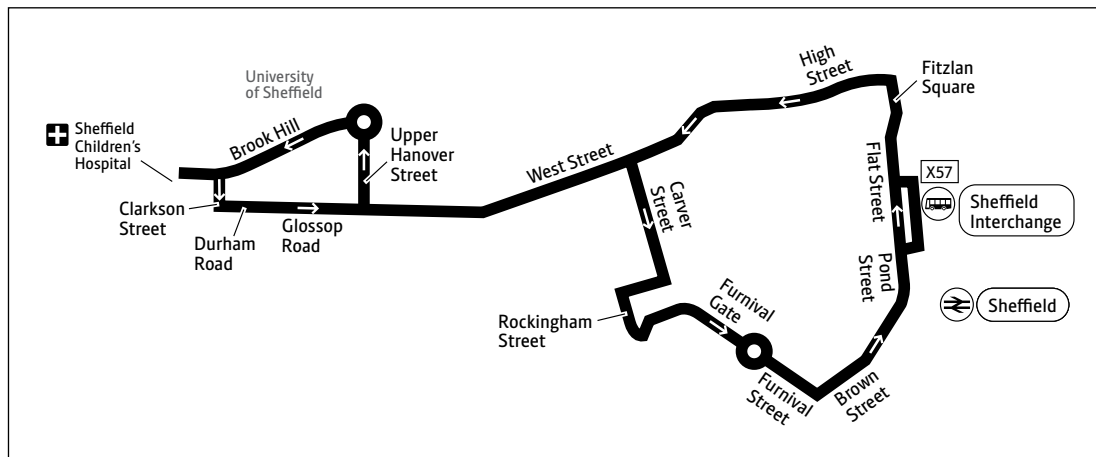 University
of Sheffield
Sheffield
Children's
Hospital
Brook Hill
Upper
Hanover
Street
Clarkson
Street
Durham
Road
Glossop
Road
West Street
High
Street
Fitzlan
Square
Flat Street
X57
Sheffield
Interchange
Pond
Street
Sheffield
Carver
Street
Rockingham
Street
Furnival
Gate
Furnival
Street
Brown
Street